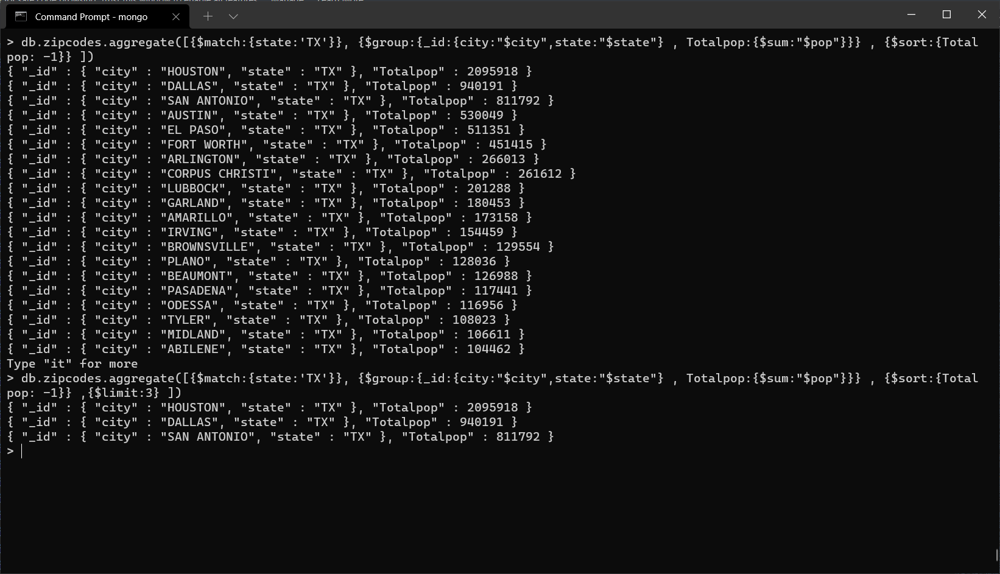 Command Prompt - mongo
> db.zipcodes.aggregate([{$match:{state:'TX'}}, {$group:{_id:{city:"$city",state:"$state"} , Totalpop:{$sum:"$pop"}}} , {$sort:{Total
pop: -1}} ])
{ "_id" : { "city" : "HOUSTON", "state" : "TX" }, "Totalpop" : 2095918 }
{ "_id" : { "city" : "DALLAS", "state" : "TX" }, "Totalpop" : 940191 }
{ "_id" : { "city" : "SAN ANTONIO", "state" : "TX" }, "Totalpop" : 811792 }
{ "_id" : { "city" : "AUSTIN", "state" : "TX" }, "Totalpop" : 530049 }
{ "_id" : { "city" : "EL PASO", "state" : "TX" }, "Totalpop" : 511351 }
{ "_id" : { "city" : "FORT WORTH", "state" : "TX" }, "Totalpop" : 451415 }
{ "_id" : { "city" : "ARLINGTON", "state" : "TX" }, "Totalpop" : 266013 }
{ "_id" : { "city" : "CORPUS CHRISTI", "state" : "TX" }, "Totalpop" : 261612 }
{ "_id" : { "city" : "LUBBOCK", "state" : "TX" }, "Totalpop" : 201288 }
{ "_id" : { "city" : "GARLAND", "state" : "TX" }, "Totalpop" : 180453 }
{ "_id" : { "city" : "AMARILLO", "state" : "TX" }, "Totalpop" : 173158 }
{ "_id" : { "city" : "IRVING", "state" : "TX" }, "Totalpop" : 154459 }
{ "_id" : { "city" : "BROWNSVILLE", "state" : "TX" }, "Totalpop" : 129554 }
{ "_id" : { "city" : "PLANO", "state" : "TX" }, "Totalpop" : 128036 }
{ "_id" : { "city" : "BEAUMONT", "state" : "TX" }, "Totalpop" : 126988 }
{ "_id" : { "city" : "PASADENA", "state" : "TX" }, "Totalpop" : 117441 }
{ "_id" : { "city" : "ODESSA", "state" : "TX" }, "Totalpop" : 116956 }
{ "_id" : { "city" : "TYLER", "state" : "TX" }, "Totalpop" : 108023 }
{ "_id" : { "city" : "MIDLAND", "state" : "TX" }, "Totalpop" : 106611 }
{ "_id" : { "city" : "ABILENE", "state" : "TX" }, "Totalpop" : 104462 }
Type "it" for more
> db.zipcodes.aggregate([{$match:{state:'TX'}}, {$group:{_id:{city:"$city",state:"$state"} , Totalpop:{$sum:"$pop"}}} , {$sort:{Total
pop: -1}} ,{$limit:3} ])
{ "_id" : { "city" : "HOUSTON", "state" : "TX" }, "Totalpop" : 2095918 }
{ "_id" : { "city" : "DALLAS", "state" : "TX" }, "Totalpop" : 940191 }
{ "_id" : { "city" : "SAN ANTONIO", "state" : "TX" }, "Totalpop" : 811792 }
>